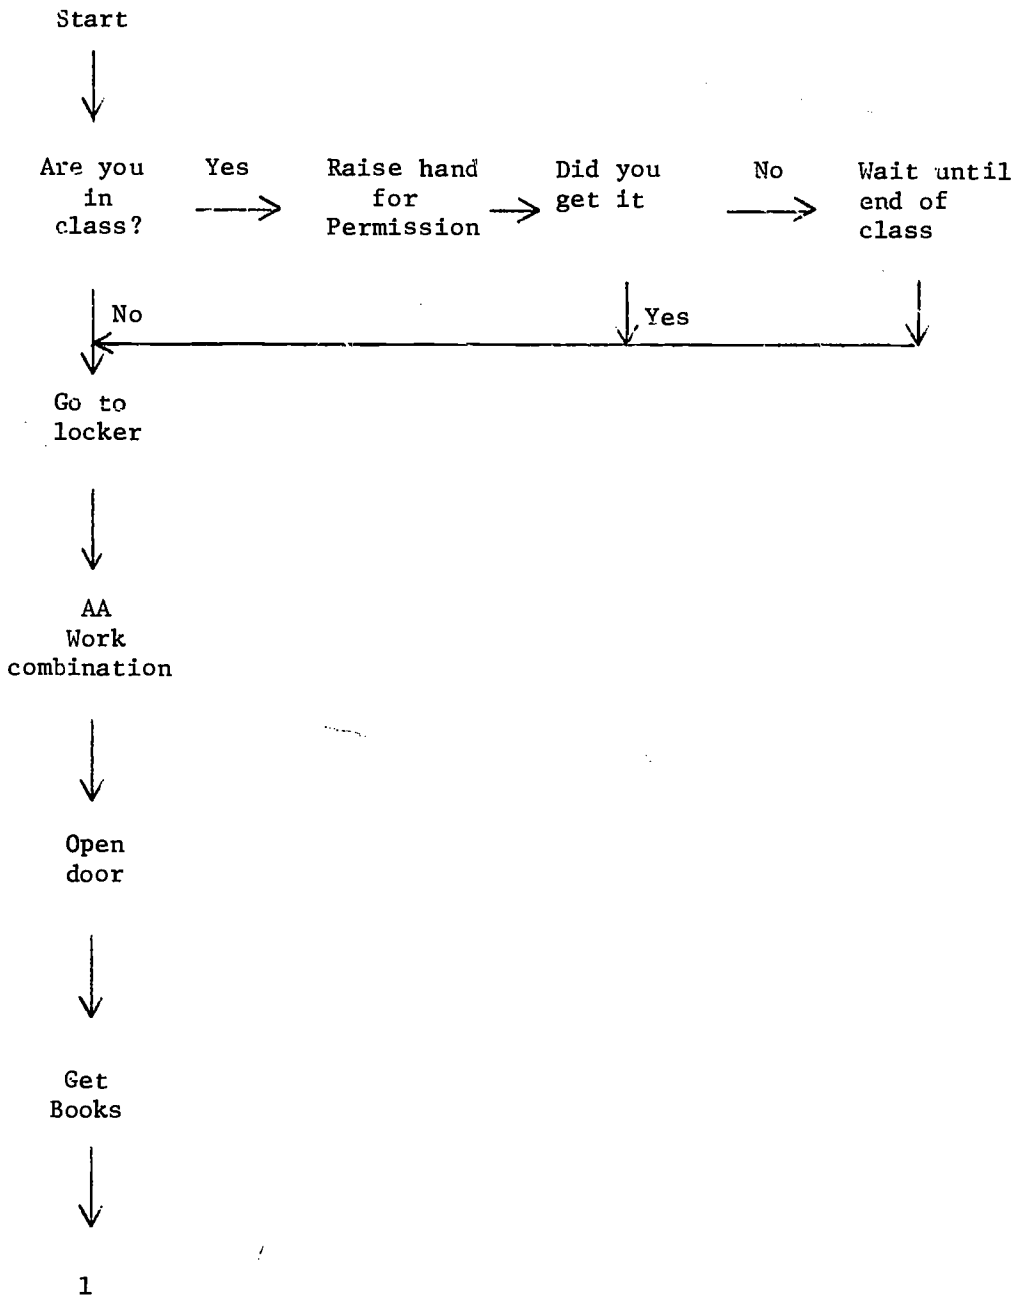 Start
Are you
in
class?
Yes
Raise hand
for
Permission
Did you
get it
No
Wait until
end of
class
No
Yes
Go to
locker
AA
Work
combination
Open
door
Get
Books
1